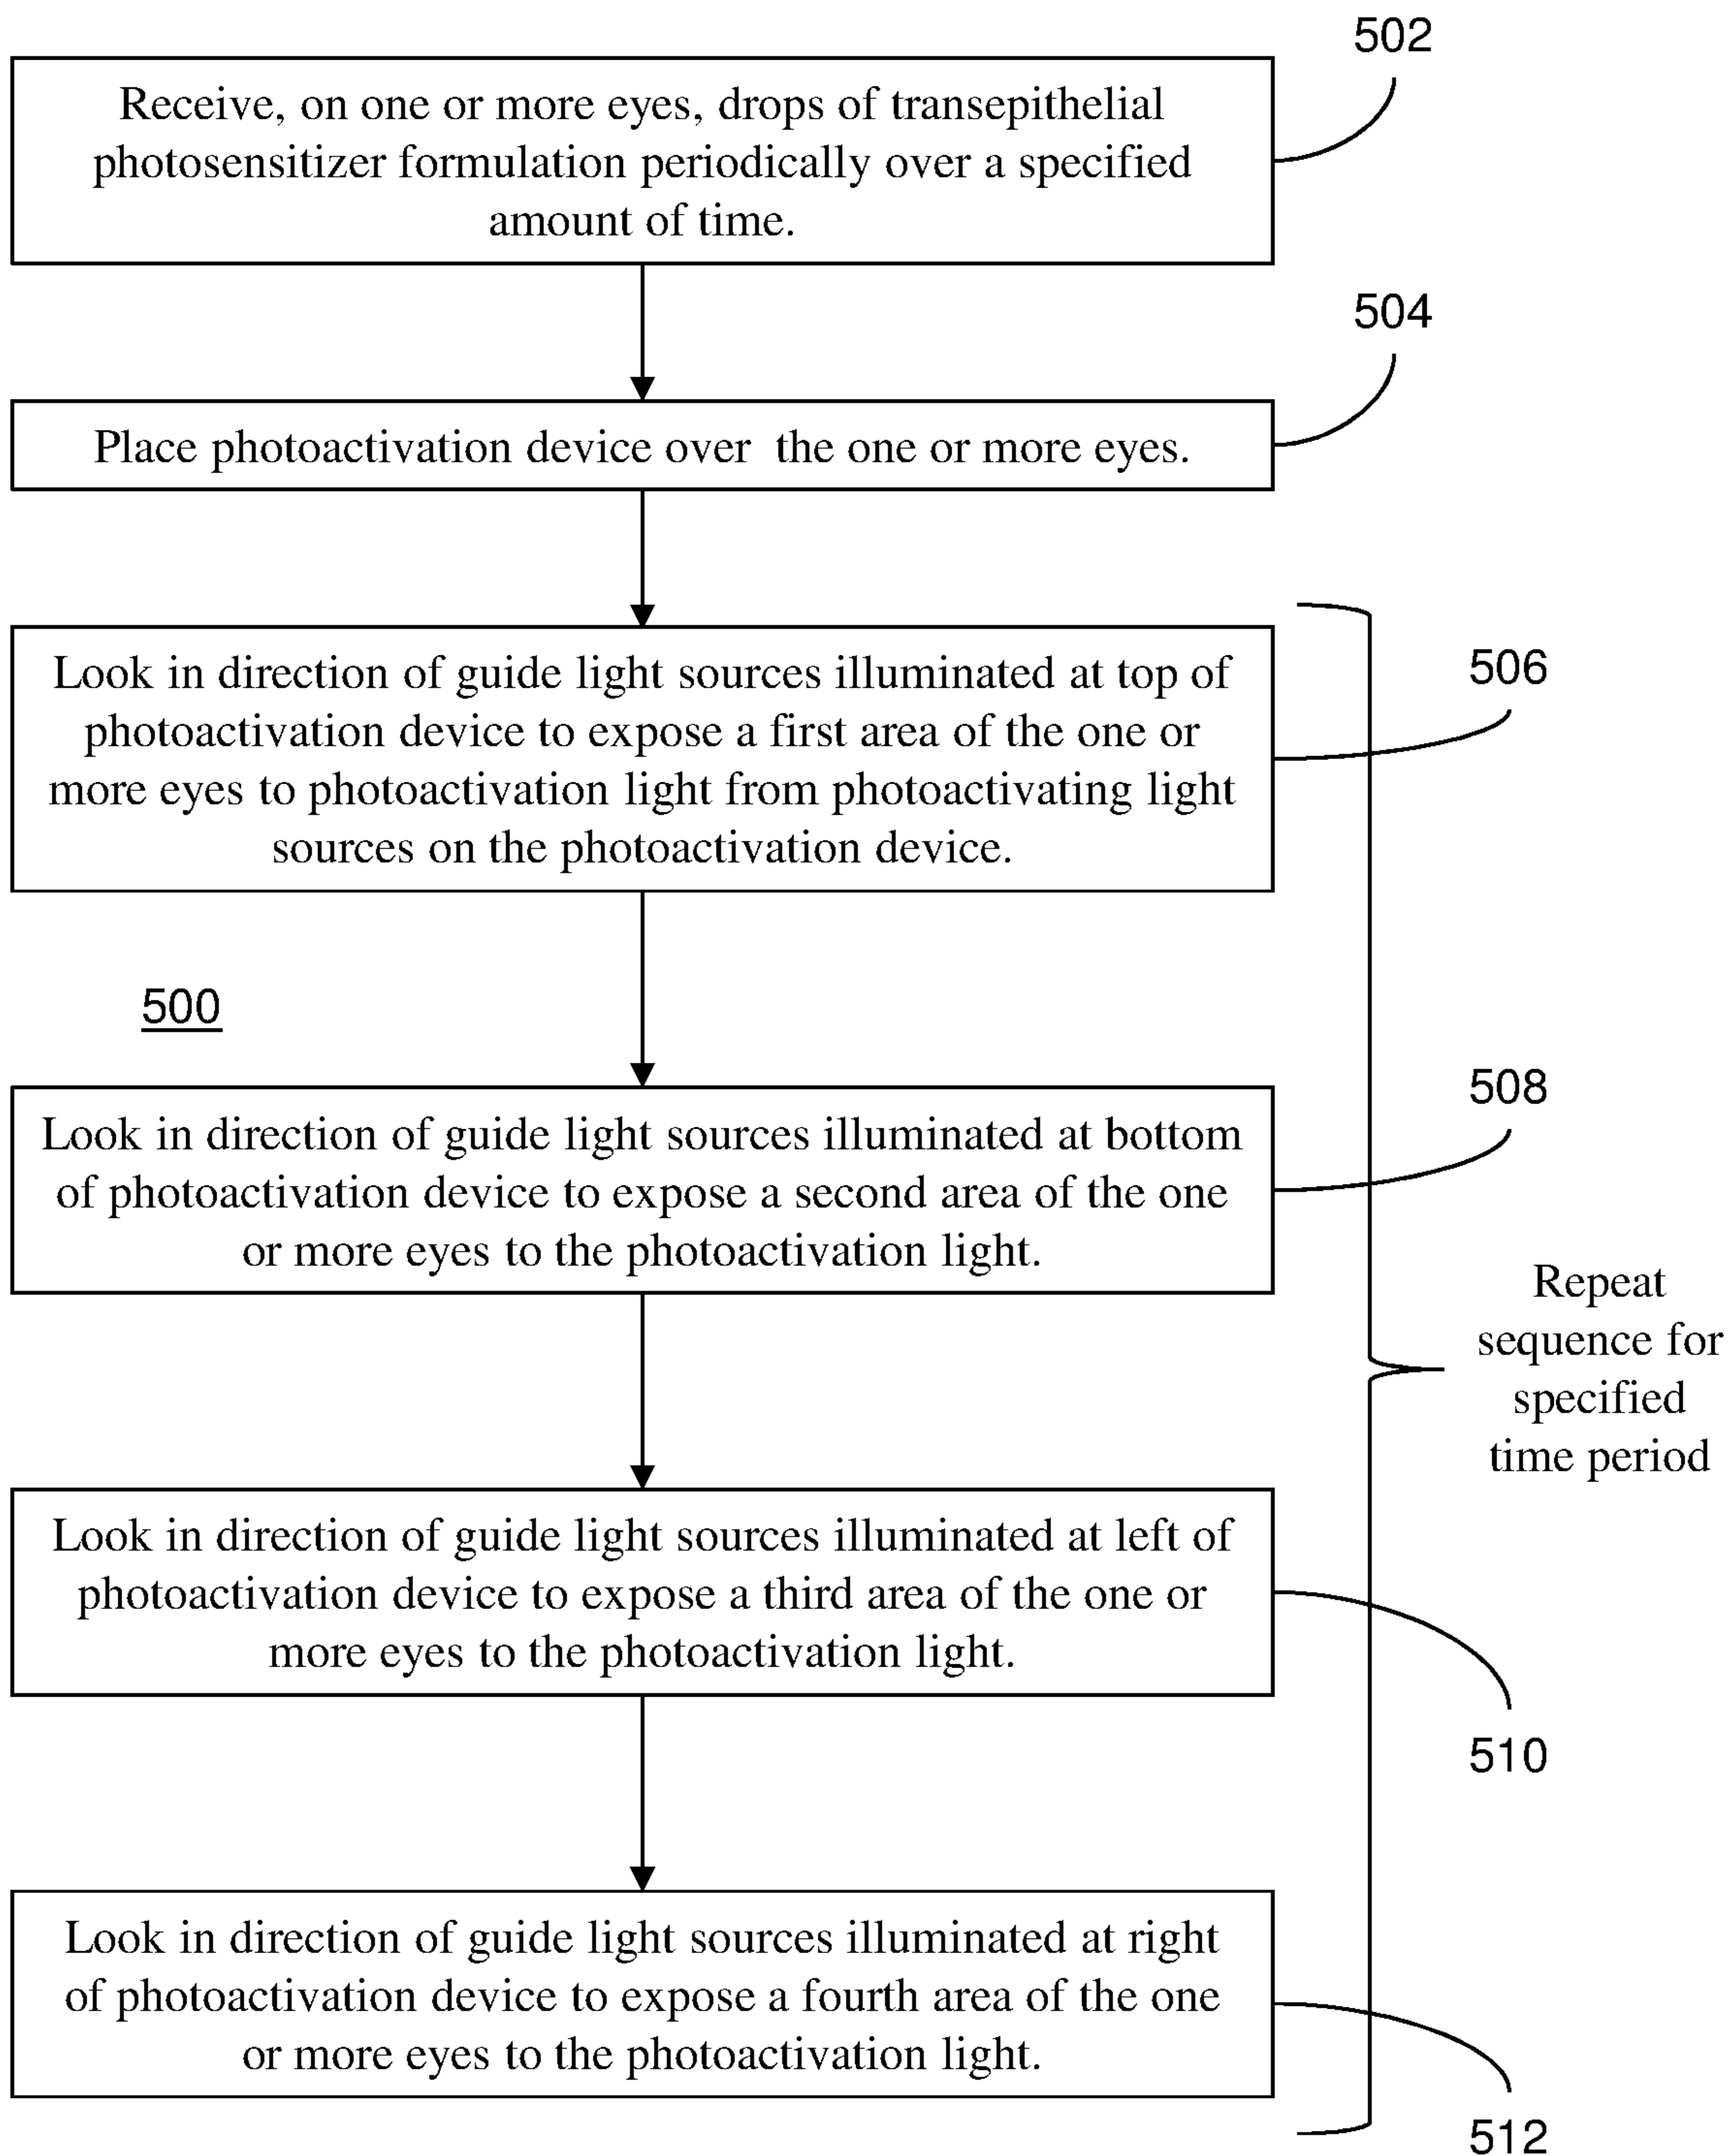 502
Receive, on one or more eyes, drops of transepithelial
photosensitizer formulation periodically over a specified
amount of time.
504
Place photoactivation device over  the one or more eyes.
506
Look in direction of guide light sources illuminated at top of
photoactivation device to expose a first area of the one or
more eyes to photoactivation light from photoactivating light
sources on the photoactivation device.
500
508
Look in direction of guide light sources illuminated at bottom
of photoactivation device to expose a second area of the one
or more eyes to the photoactivation light.
Repeat
sequence for
specified
time period
Look in direction of guide light sources illuminated at left of
photoactivation device to expose a third area of the one or
more eyes to the photoactivation light.
510
Look in direction of guide light sources illuminated at right
of photoactivation device to expose a fourth area of the one
or more eyes to the photoactivation light.
512